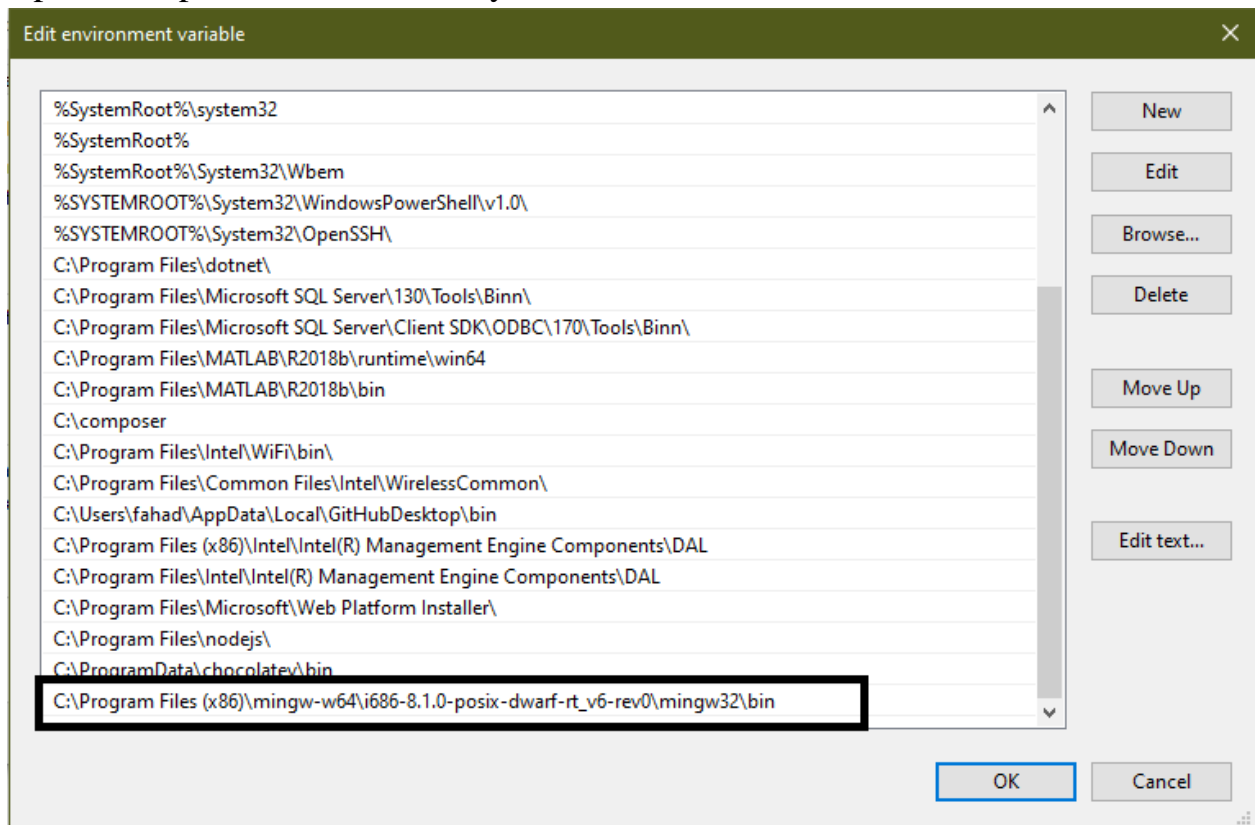 Edit environment variable
%SystemRoot%\system32
%SystemRoot%
%SystemRoot%\System32\Wbem
%SYSTEMROOT%\System32\WindowsPowerShell\v1.0\
%SYSTEMROOT%\System32\OpenSSH\
C:\Program Files\dotnet\
C:\Program Files\Microsoft SQL Server\130\Tools\Binn\
C:\Program Files\Microsoft SQL Server\Client SDK\ODBC\170\Tools\Binn\
C:\Program Files\MATLAB\R2018b\runtime\win64
C:\Program Files\MATLAB\R2018b\bin
C:\composer
C:\Program Files\Intel\WiFi\bin\
C:\Program Files\Common Files\Intel\WirelessCommon\
C:\Users\fahad\AppData\Local\GitHubDesktop\bin
C:\Program Files (x86)\Intel\Intel(R) Management Engine Components\DAL
C:\Program Files\Intel\Intel(R) Management Engine Components\DAL
C:\Program Files\Microsoft\Web Platform Installer\
C:\Program Files\nodejs\
C:\ProgramData\chocolatey\bin
C:\Program Files (x86)\mingw-w64\i686-8.1.0-posix-dwarf-rt_v6-rev0\mingw32\bin
New
Edit
Browse...
Delete
Move Up
Move Down
Edit text...
OK
Cancel